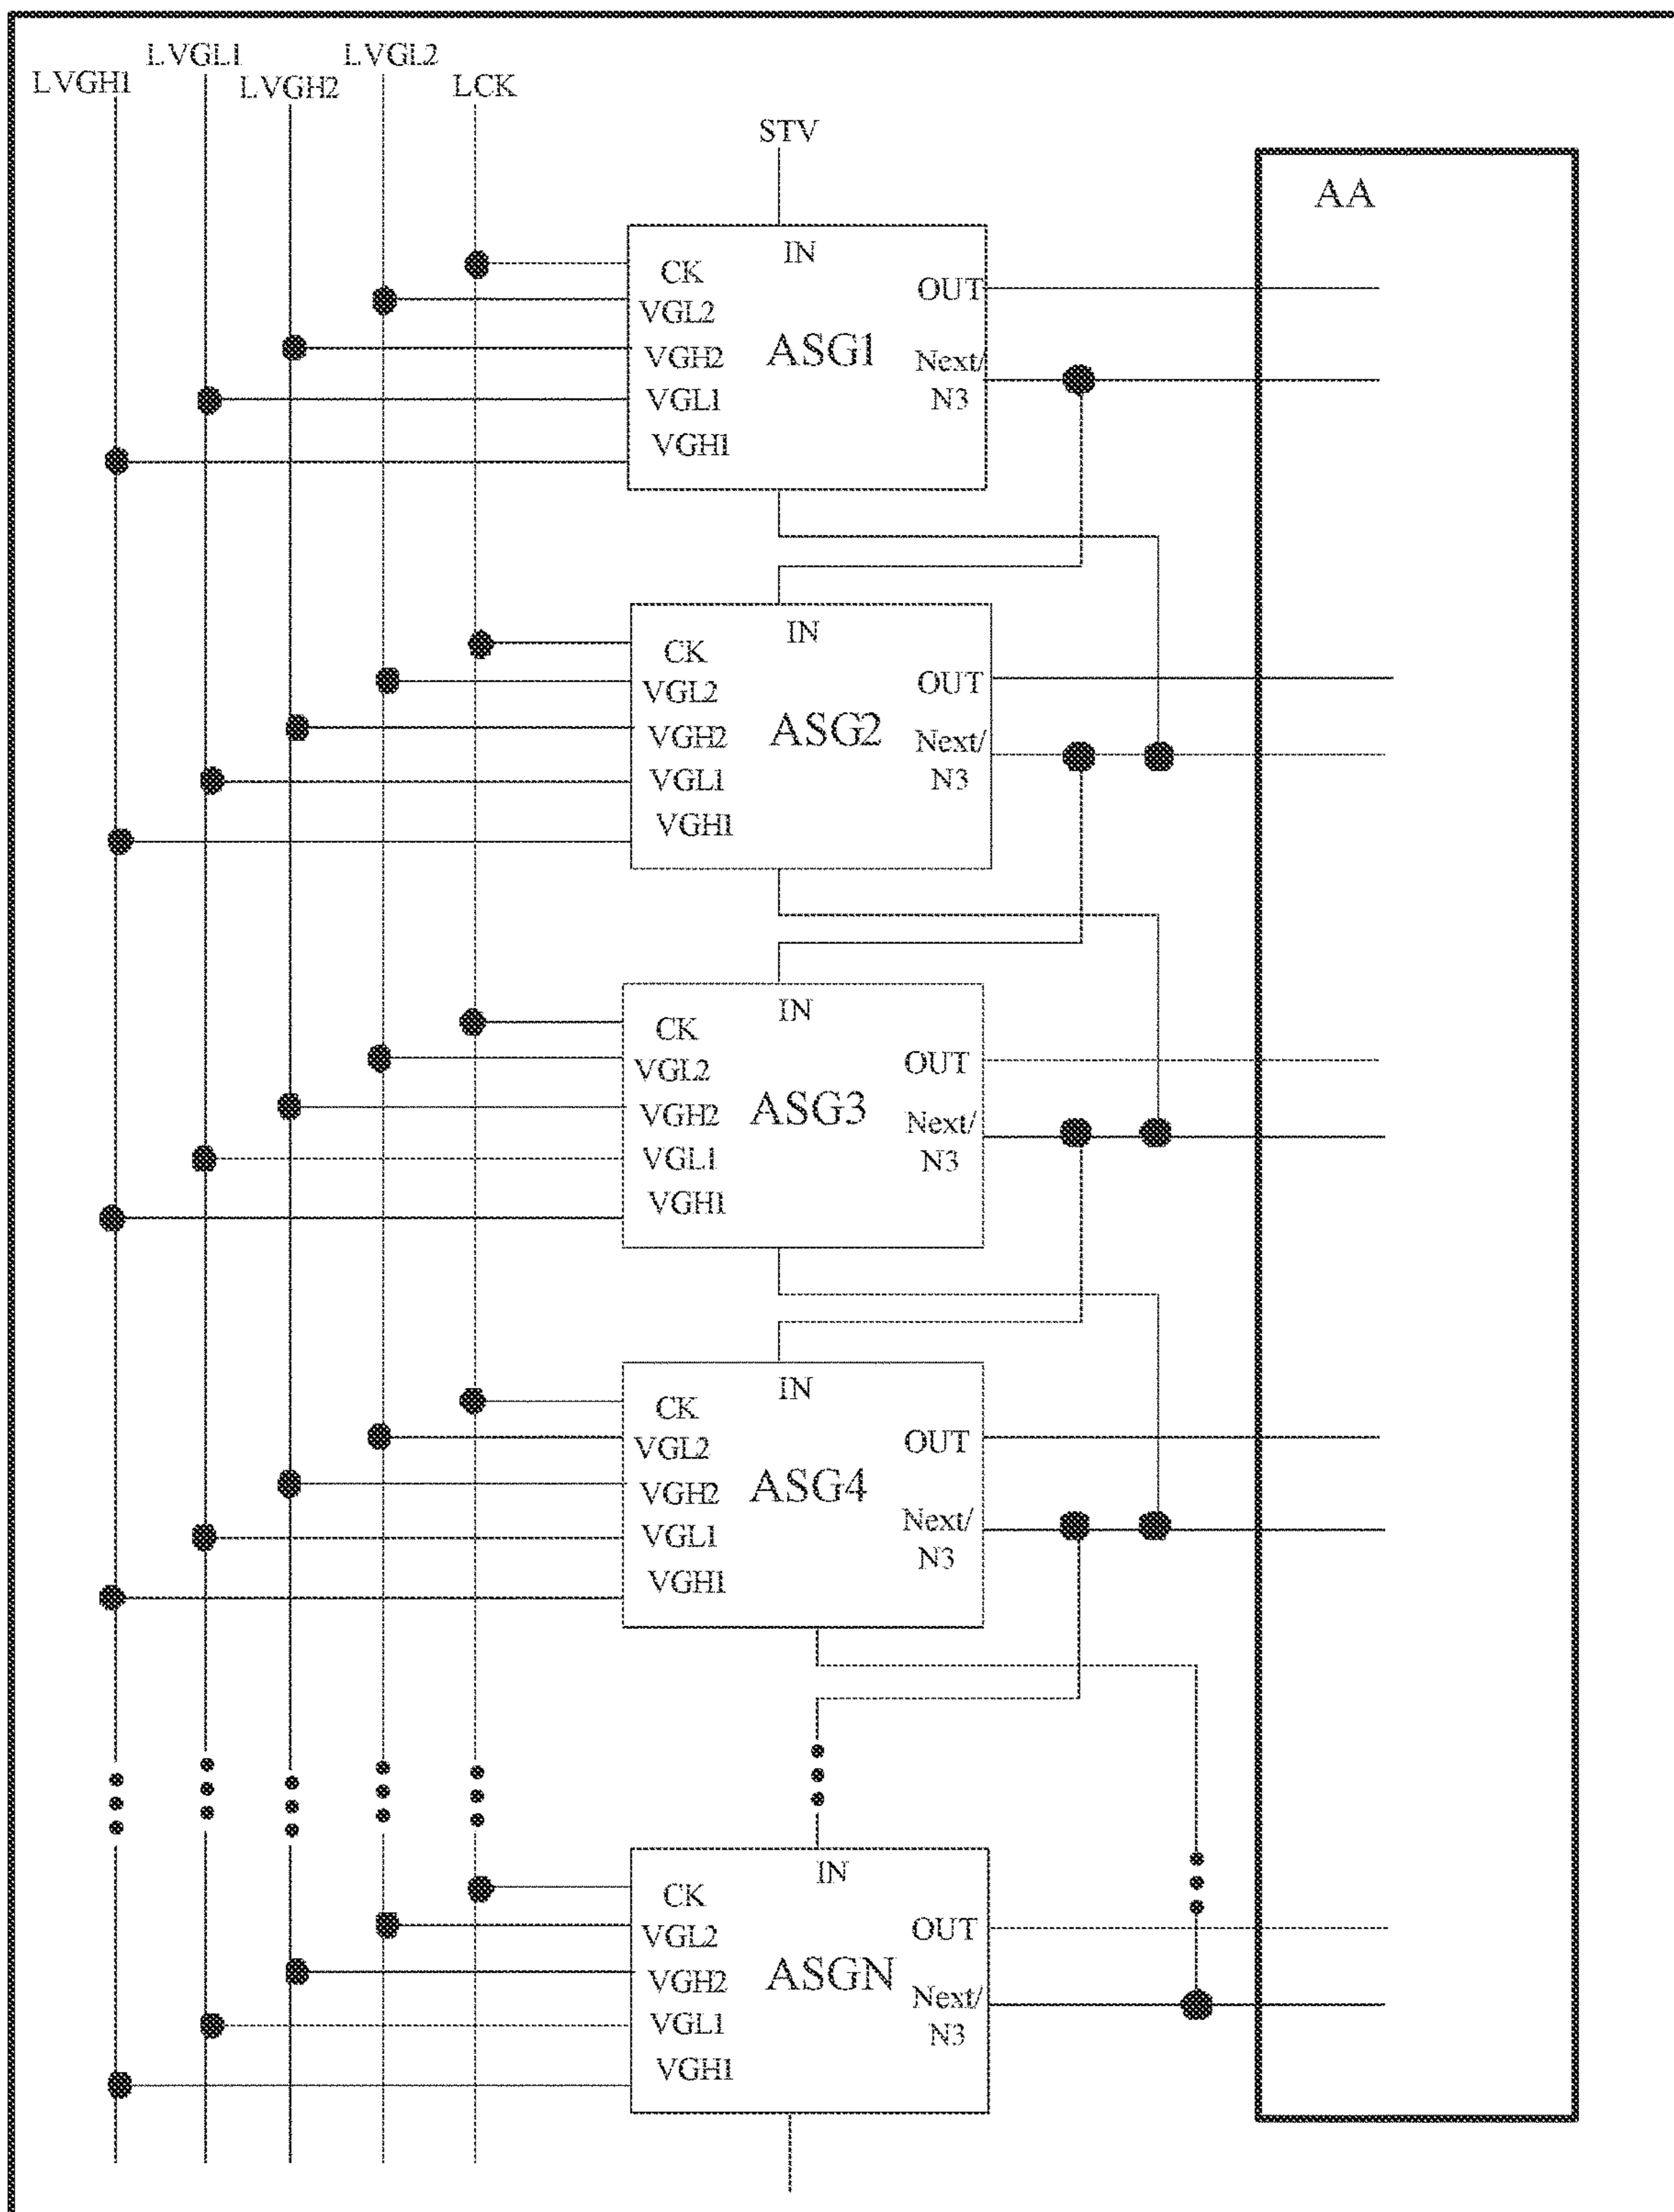 LVGH1
LVGL1
LVGH2
LVGL2
LCK
STV
AA
IN
CK
VGL2
VGH2
VGL1
VGH1
ASG1
OUT
Next/
N3
IN
CK
VGL2
VGH2
VGL1
VGH1
ASG2
OUT
Next/
N3
IN
CK
VGL2
VGH2
VGL1
VGH1
ASG3
OUT
Next/
N3
IN
CK
VGL2
VGH2
VGL1
VGH1
ASG4
OUT
Next/
N3
IN
CK
VGL2
VGH2
VGL1
VGH1
ASGN
OUT
Next/
N3